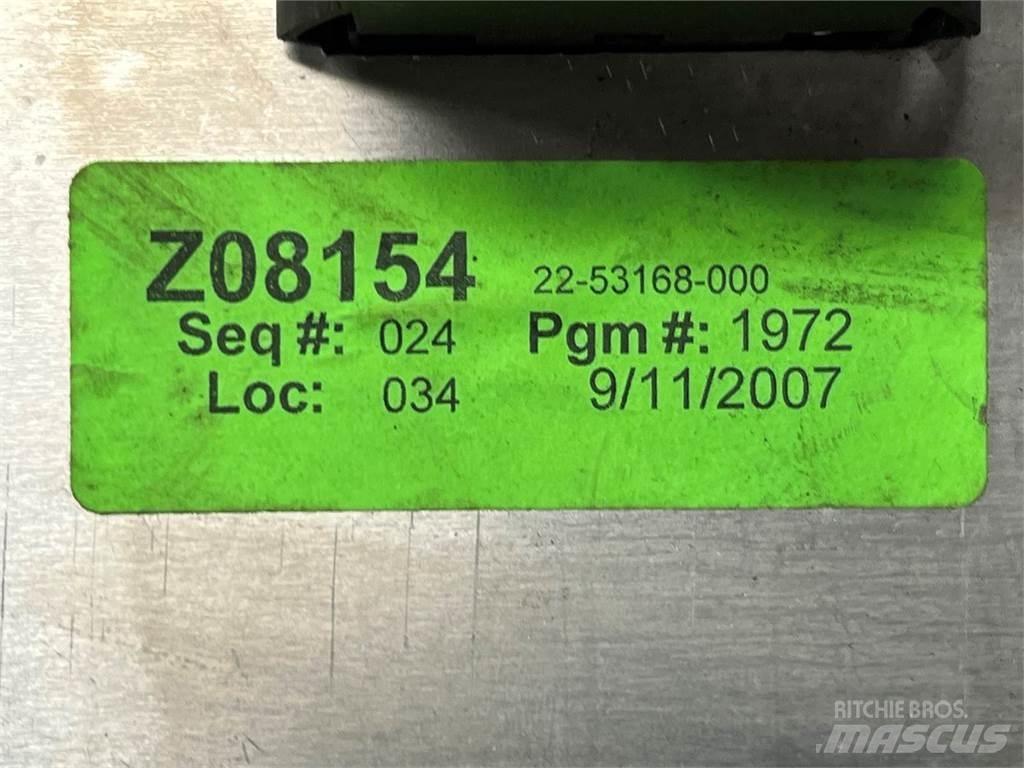 Z08154 22-53168-000
Seq #: 024 Pgm #: 1972
Loc: 034 9/11/2007
RITCHIE BROS.
MASCUS